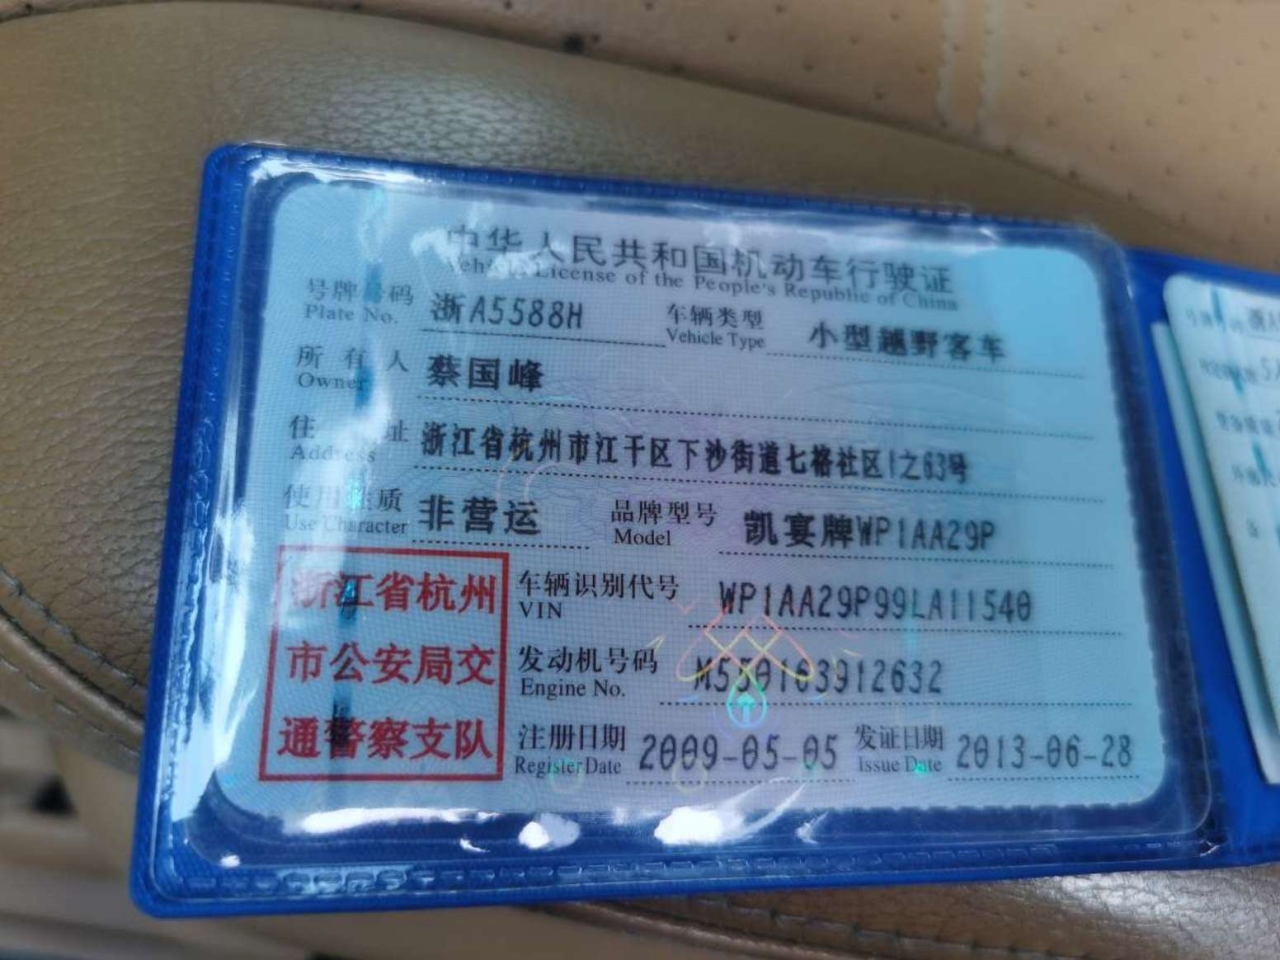 中华人民共和国机动车行驶证
Vehicle License of the People's Republic of China
号牌号码 浙A5588H 车辆类型 小型越野客车
Plate No. Vehicle Type
所有人 蔡国峰
Owner
住址 浙江省杭州市江干区下沙街道七格社区1之63号
Address
使用性质 非营运 品牌型号 凯宴牌WP1AA29P
Use Character Model
浙江省杭州 车辆识别代号 WP1AA29P99LA11540
VIN
市公安局交 发动机号码 M550103912632
Engine No.
通警察支队 注册日期 2009-05-05 发证日期 2013-06-28
Register Date Issue Date